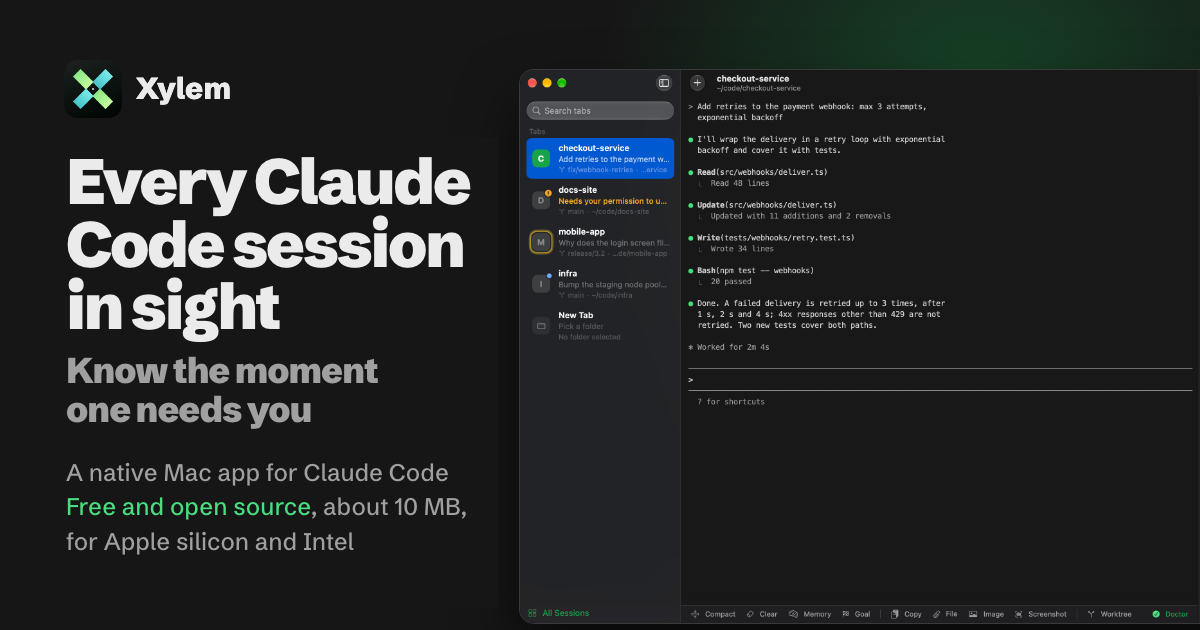 Xylem
Every Claude
Code session
in sight
Know the moment
one needs you
A native Mac app for Claude Code
Free and open source, about 10 MB,
for Apple silicon and Intel
Search tabs
Tabs
C
checkout-service
Add retries to the payment w...
fix/webhook-retries · ...ervice
D
docs-site
Needs your permission to u...
main · ~/code/docs-site
M
mobile-app
Why does the login screen fli...
release/3.2 · ...de/mobile-app
I
infra
Bump the staging node pool...
main · ~/code/infra
New Tab
Pick a folder
No folder selected
All Sessions
checkout-service
~/code/checkout-service
> Add retries to the payment webhook: max 3 attempts,
exponential backoff
I'll wrap the delivery in a retry loop with exponential
backoff and cover it with tests.
Read(src/webhooks/deliver.ts)
Read 48 lines
Update(src/webhooks/deliver.ts)
Updated with 11 additions and 2 removals
Write(tests/webhooks/retry.test.ts)
Wrote 34 lines
Bash(npm test -- webhooks)
20 passed
Done. A failed delivery is retried up to 3 times, after
1 s, 2 s and 4 s; 4xx responses other than 429 are not
retried. Two new tests cover both paths.
* Worked for 2m 4s
>
? for shortcuts
Compact Clear Memory Goal Copy File Image Screenshot Worktree Doctor